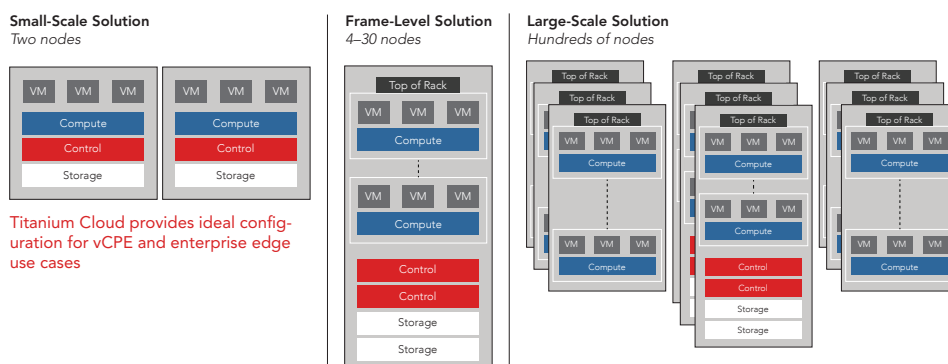 Small-Scale Solution
Two nodes
VM VM VM
Compute
Control
Storage
VM VM VM
Compute
Control
Storage
Titanium Cloud provides ideal config-
uration for vCPE and enterprise edge
use cases
Frame-Level Solution
4–30 nodes
Top of Rack
VM VM VM
Compute
VM VM VM
Compute
Control
Control
Storage
Storage
Large-Scale Solution
Hundreds of nodes
Top of Rack
Top of Rack
Top of Rack
VM VM VM
Compute
VM VM VM
Compute
Top of Rack
Top of Rack
Top of Rack
VM VM VM
Compute
VM VM VM
Compute
Control
Control
Storage
Storage
Top of Rack
Top of Rack
Top of Rack
VM VM VM
Compute
VM VM VM
Compute